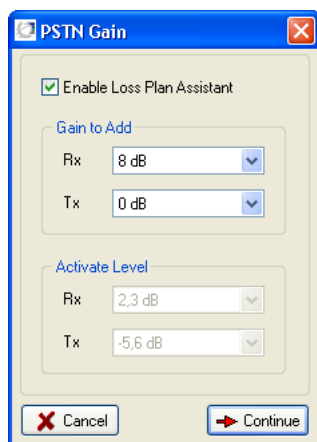 PSTN Gain
Enable Loss Plan Assistant
Gain to Add
Rx 8 dB
Tx 0 dB
Activate Level
Rx 2,3 dB
Tx -5,6 dB
Cancel Continue